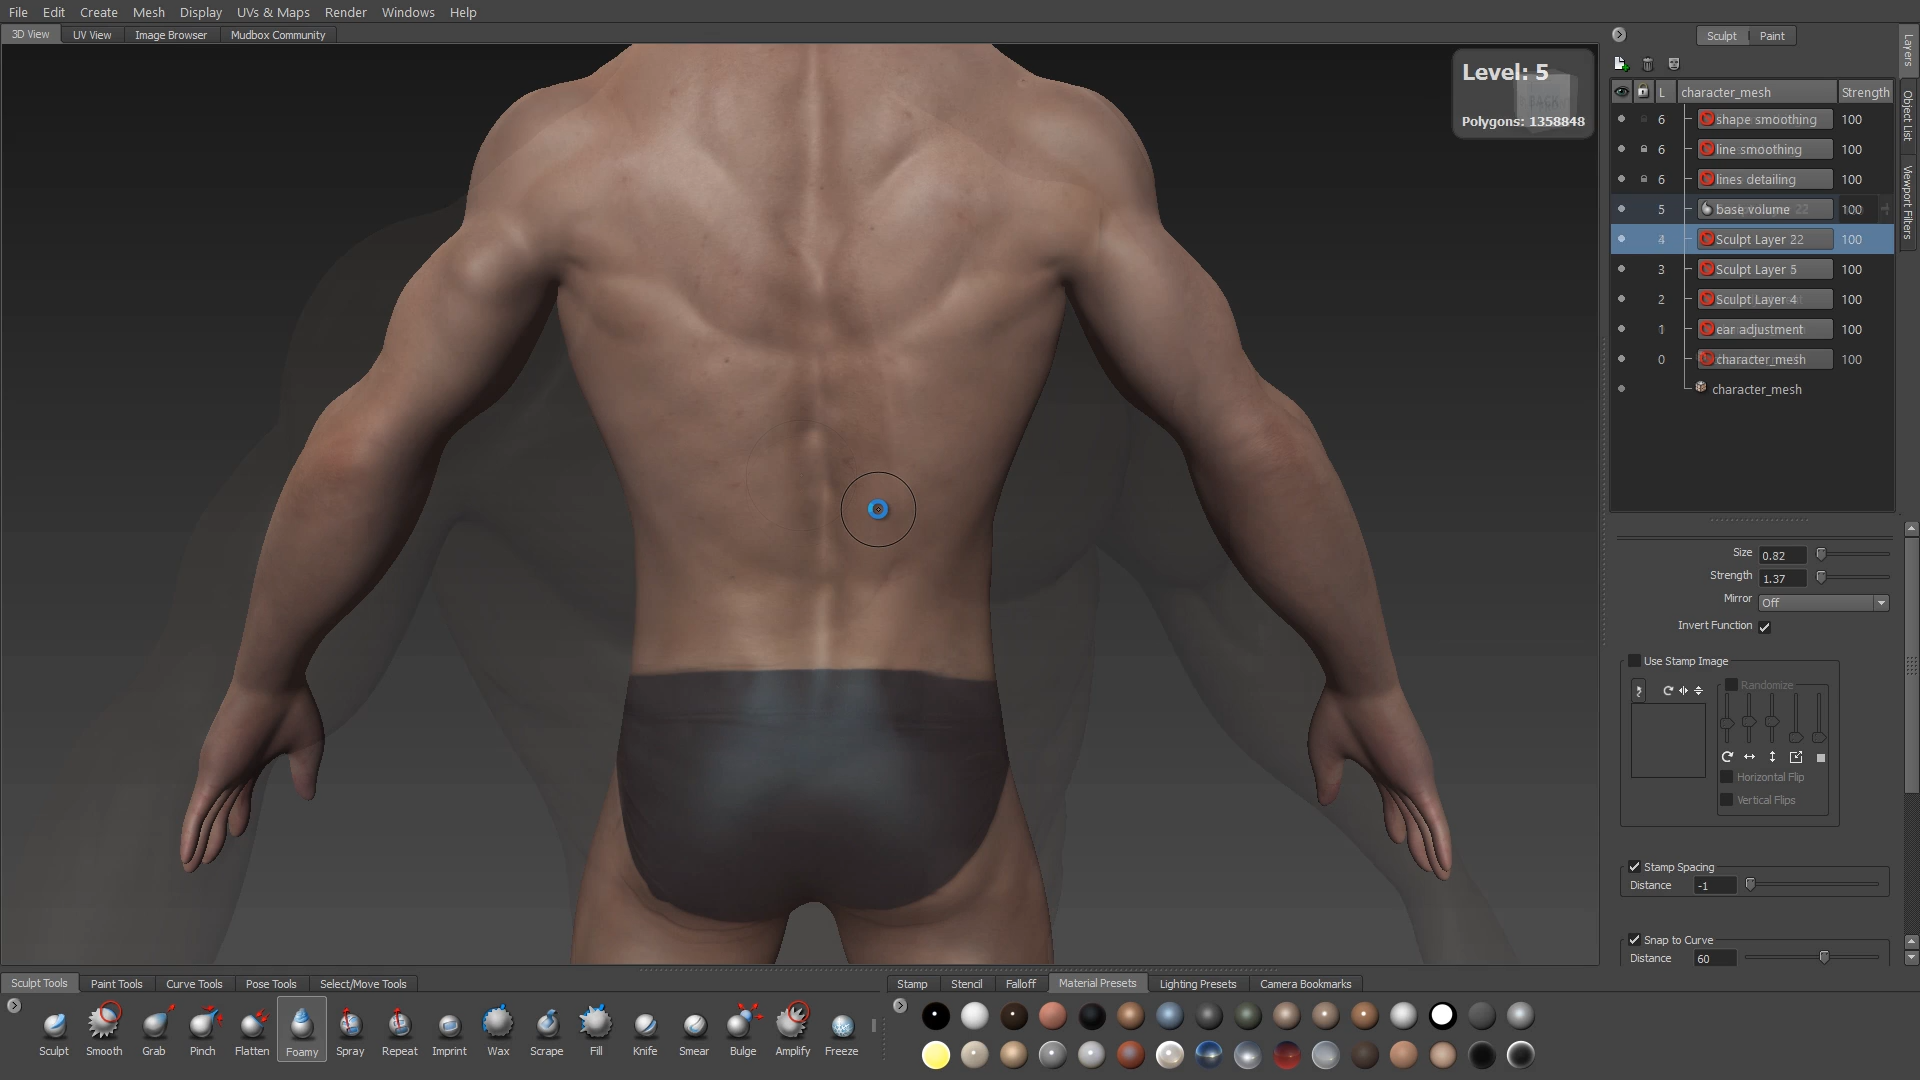 File Edit Create Mesh Display UVs & Maps Render Windows Help
3D View UV View Image Browser Mudbox Community
Level: 5
Polygons: 1358848
Sculpt Paint
L character_mesh Strength
6 shape smoothing 100
6 line smoothing 100
6 lines detailing 100
5 base volume 100
4 Sculpt Layer 22 100
3 Sculpt Layer 5 100
2 Sculpt Layer 4 100
1 ear adjustment 100
0 character_mesh 100
character_mesh
Layers
Object List
Viewport Filters
Size 0.82
Strength 1.37
Mirror Off
Invert Function
Use Stamp Image
Randomize
Horizontal Flip
Vertical Flips
Stamp Spacing
Distance -1
Snap to Curve
Distance 60
Sculpt Tools Paint Tools Curve Tools Pose Tools Select/Move Tools
Sculpt Smooth Grab Pinch Flatten Foamy Spray Repeat Imprint Wax Scrape Fill Knife Smear Bulge Amplify Freeze
Stamp Stencil Falloff Material Presets Lighting Presets Camera Bookmarks